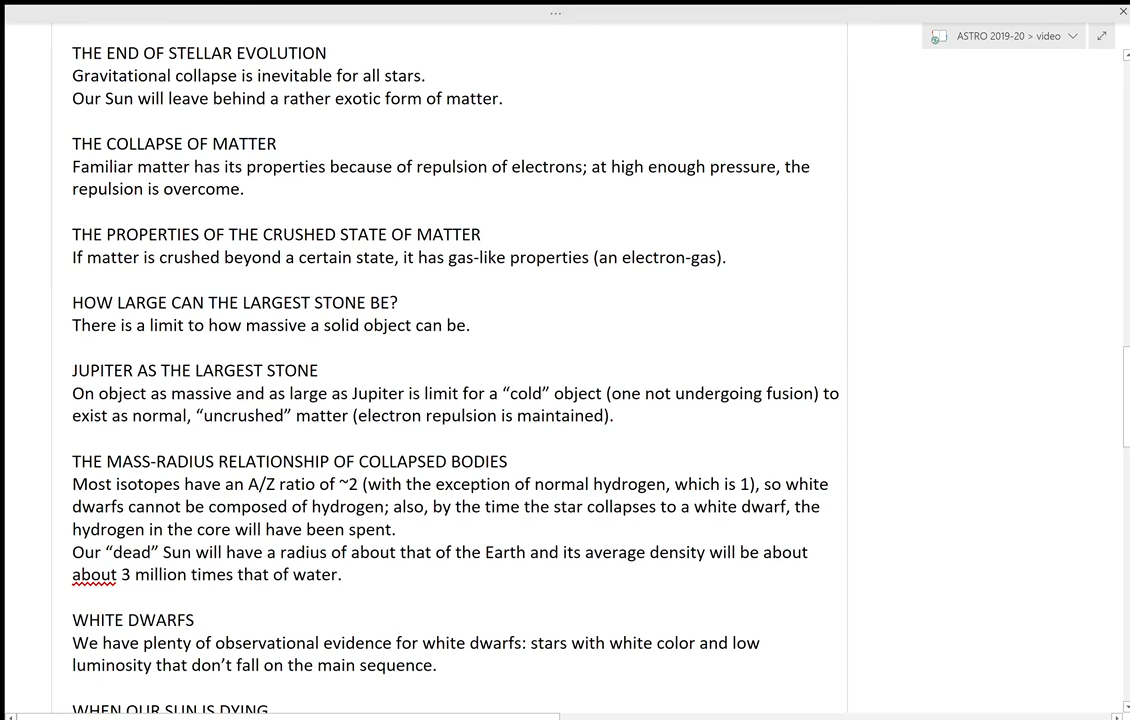 ...
ASTRO 2019-20 > video
THE END OF STELLAR EVOLUTION
Gravitational collapse is inevitable for all stars.
Our Sun will leave behind a rather exotic form of matter.
THE COLLAPSE OF MATTER
Familiar matter has its properties because of repulsion of electrons; at high enough pressure, the
repulsion is overcome.
THE PROPERTIES OF THE CRUSHED STATE OF MATTER
If matter is crushed beyond a certain state, it has gas-like properties (an electron-gas).
HOW LARGE CAN THE LARGEST STONE BE?
There is a limit to how massive a solid object can be.
JUPITER AS THE LARGEST STONE
On object as massive and as large as Jupiter is limit for a “cold” object (one not undergoing fusion) to
exist as normal, “uncrushed” matter (electron repulsion is maintained).
THE MASS-RADIUS RELATIONSHIP OF COLLAPSED BODIES
Most isotopes have an A/Z ratio of ~2 (with the exception of normal hydrogen, which is 1), so white
dwarfs cannot be composed of hydrogen; also, by the time the star collapses to a white dwarf, the
hydrogen in the core will have been spent.
Our “dead” Sun will have a radius of about that of the Earth and its average density will be about
about 3 million times that of water.
WHITE DWARFS
We have plenty of observational evidence for white dwarfs: stars with white color and low
luminosity that don’t fall on the main sequence.
WHEN OUR SUN IS DYING